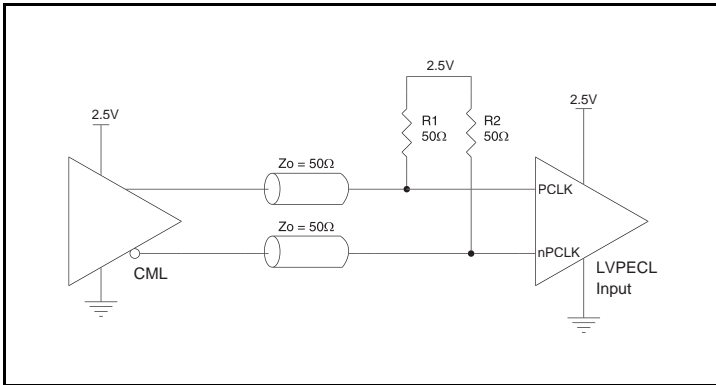 2.5V
2.5V
2.5V
R1
50Ω
R2
50Ω
Zo = 50Ω
PCLK
Zo = 50Ω
nPCLK
CML
LVPECL
Input